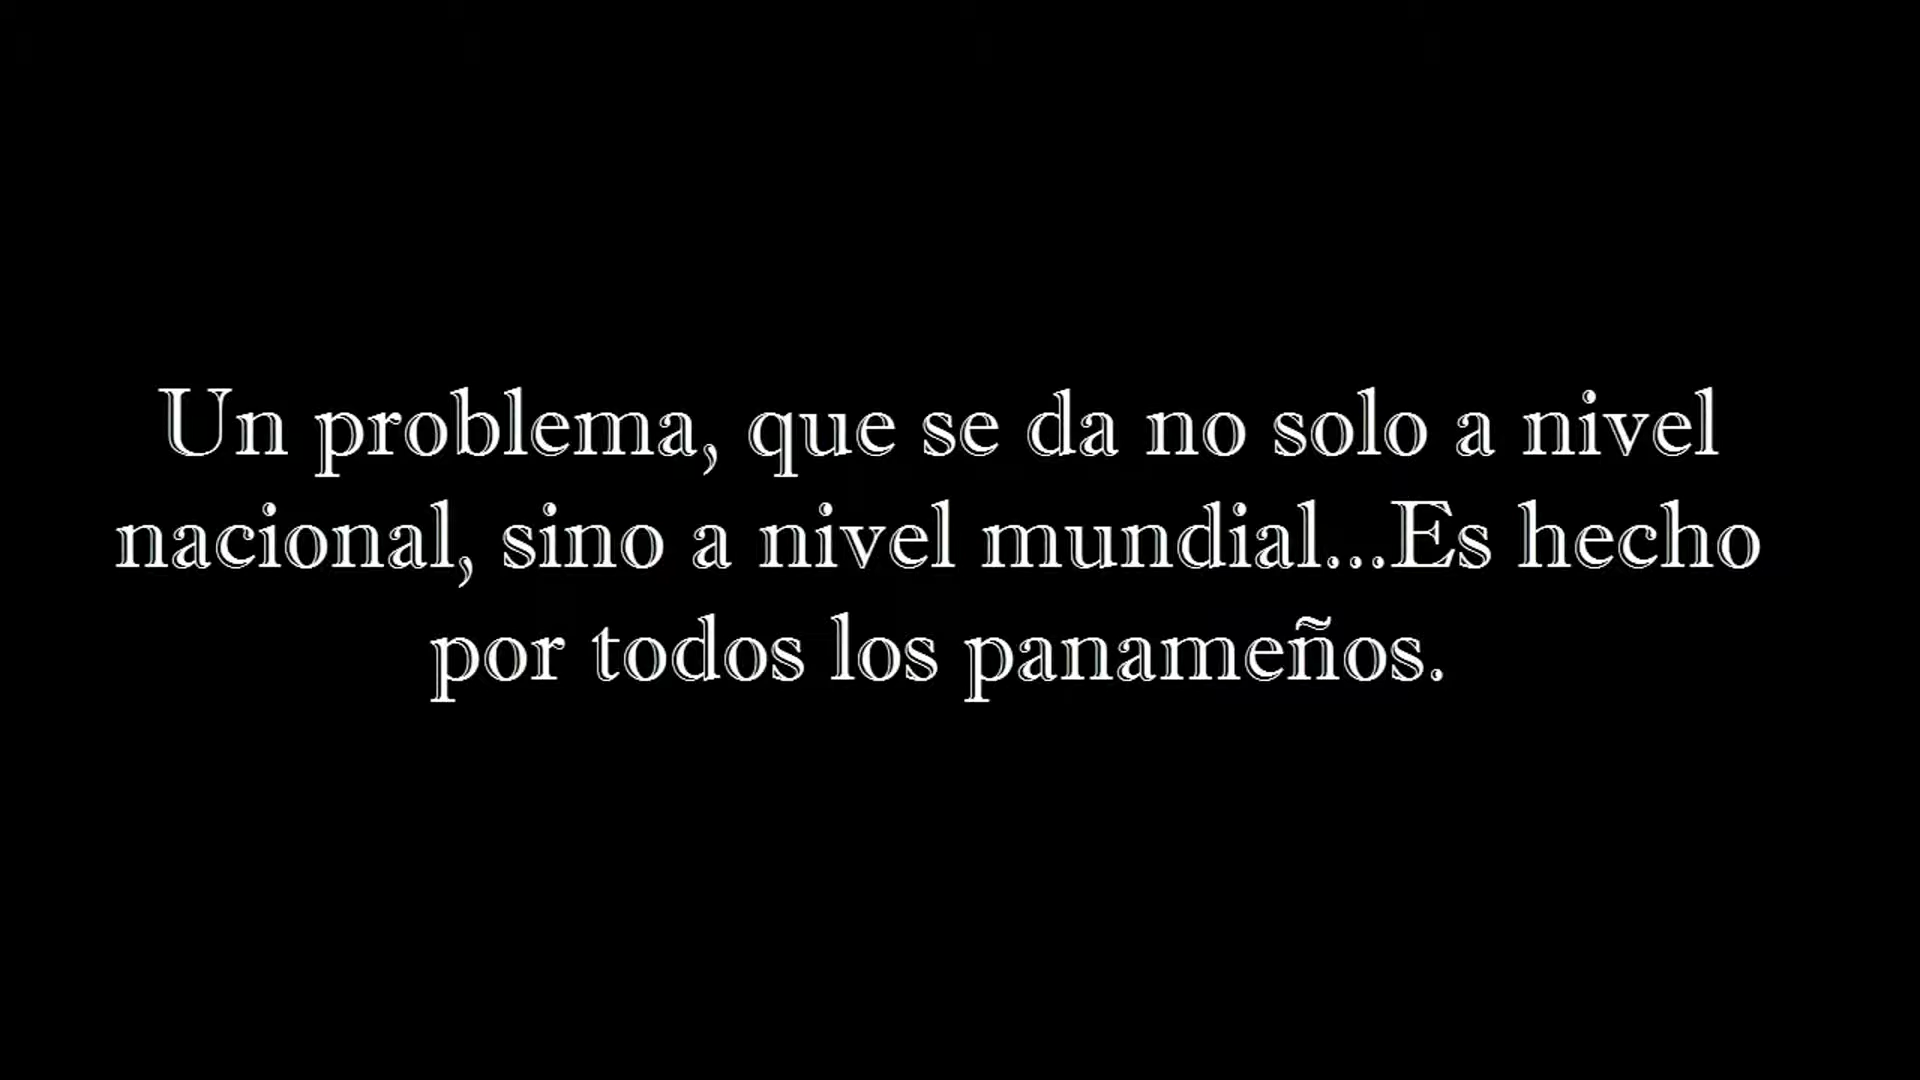 Un problema, que se da no solo a nivel
nacional, sino a nivel mundial...Es hecho
por todos los panameños.